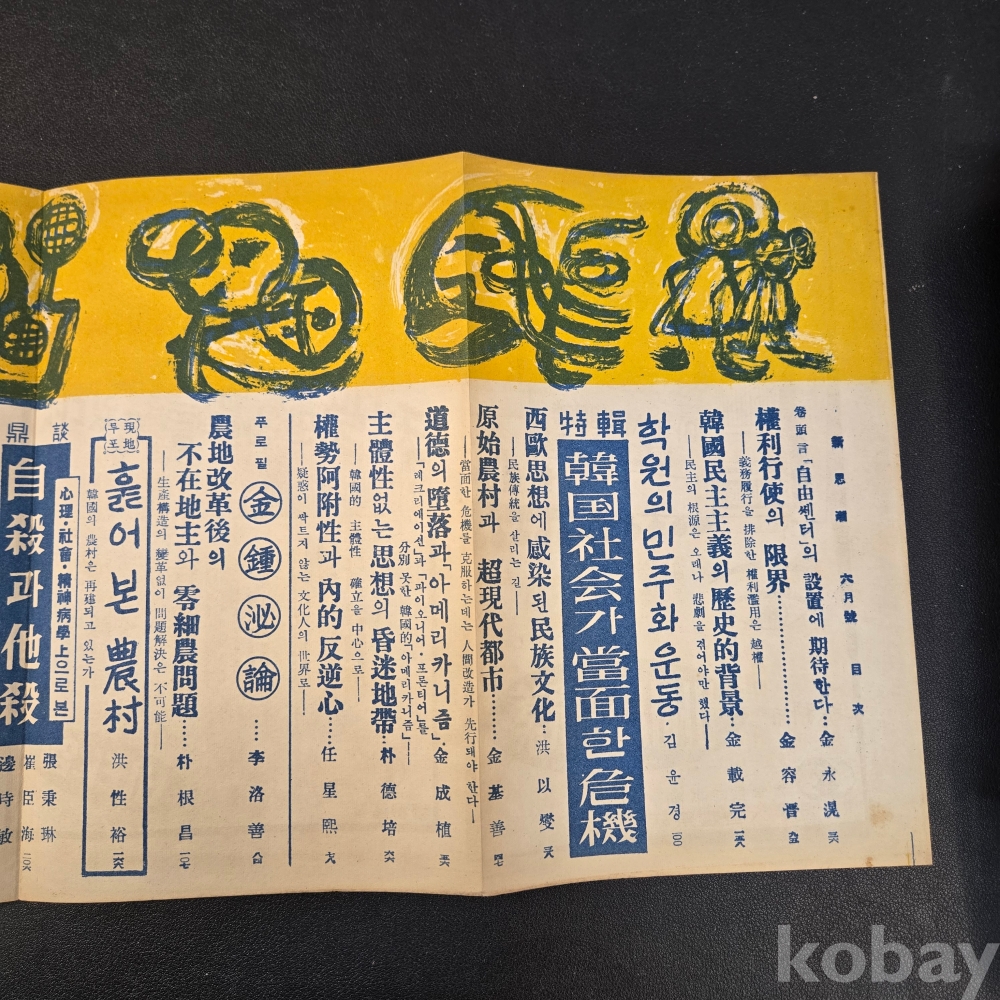 新思潮 六月號 目次
卷頭言 「自由쎈터」의 設置에 期待한다…金永滉
權利行使의 限界…………金容晋
義務履行을 排除한 權利濫用은 越權——
韓國民主主義의 歷史的背景…金載完
——民主의 根源은 오래나 悲劇을 겪어야만 했다——
학원의 민주화 운동 김윤경 一〇〇
特輯
韓国社会가 當面한 危機
西歐思想에 感染된 民族文化…洪以燮
——民族傳統을 살리는 길——
原始農村과 超現代都市……金基善
——當面한 危機를 克服하는데는 人間改造가 先行돼야 한다——
道德의 墮落과 「아메리카니즘」…金成植
「레크리에이션」과 「파이오니어·프론티어」를
分別 못한 韓國的 「아메리카니즘」
主體性없는 思想의 昏迷地帶…朴德培
——韓國的 主體性 確立을 中心으로——
權勢阿附性과 內的反逆心…任星熙
——疑惑이 싹트지 않는 文化人의 世界로——
푸로필 金鍾泌論…李洛善
農地改革後의
不在地主와 零細農問題……朴根昌 一〇七
——生產構造의 變革없이 問題解決은 不可能——
現地루포
흝어 본 農村 洪性裕
韓國의 農村은 再建되고 있는가
鼎談
心理·社會·精神病學上으로 본
自殺과 他殺
張秉琳
崔臣海 一〇六
邊時敏
kobay